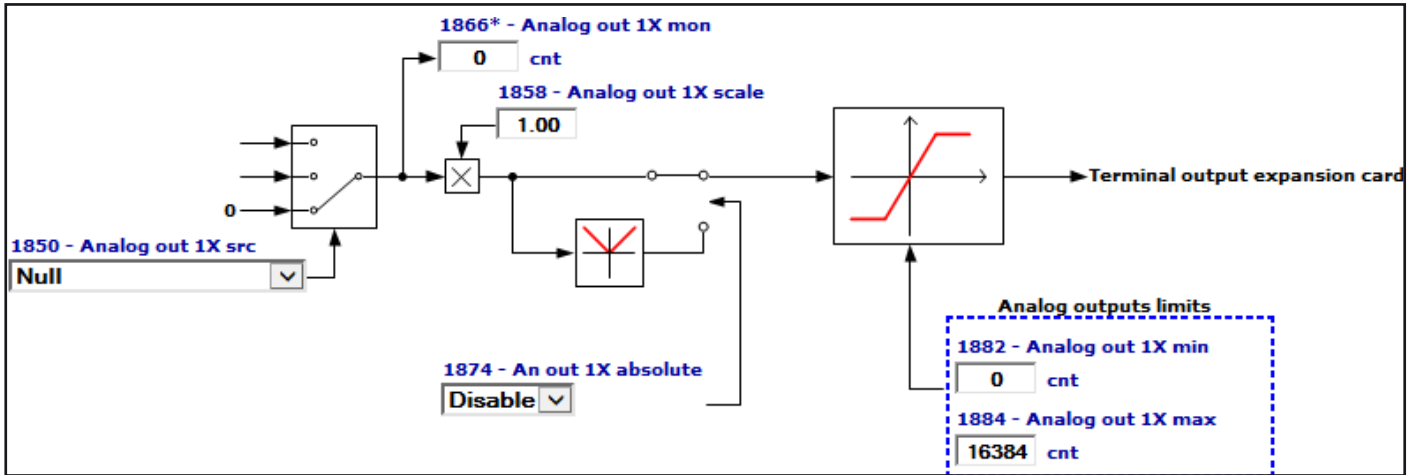 1866* - Analog out 1X mon
0 cnt
1858 - Analog out 1X scale
1.00
0
1850 - Analog out 1X src
Null
Terminal output expansion card
1874 - An out 1X absolute
Disable
Analog outputs limits
1882 - Analog out 1X min
0 cnt
1884 - Analog out 1X max
16384 cnt